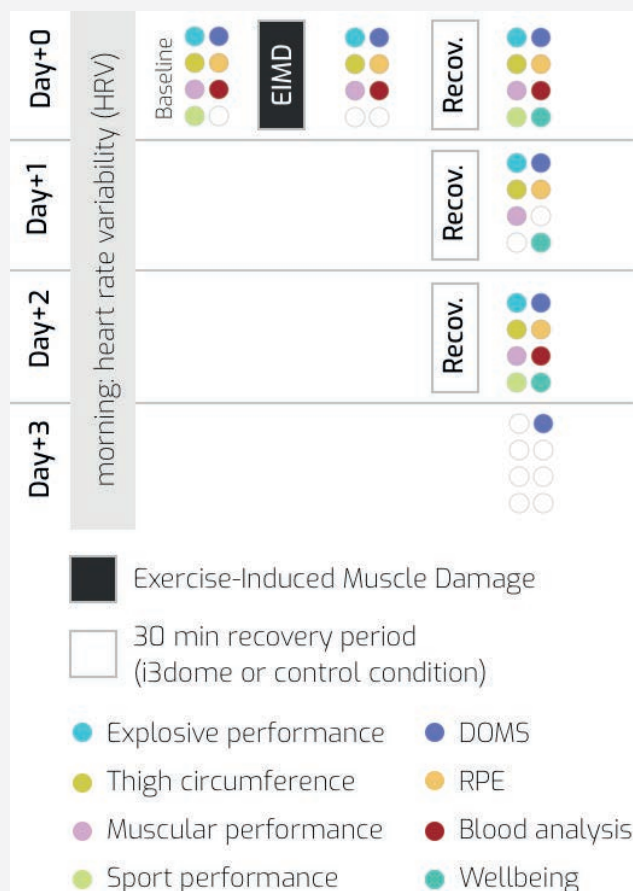 Day+0
Day+1
Day+2
Day+3
morning: heart rate variability (HRV)
Baseline
EIMD
Recov.
Recov.
Recov.
Exercise-Induced Muscle Damage
30 min recovery period
(i3dome or control condition)
Explosive performance
DOMS
Thigh circumference
RPE
Muscular performance
Blood analysis
Sport performance
Wellbeing